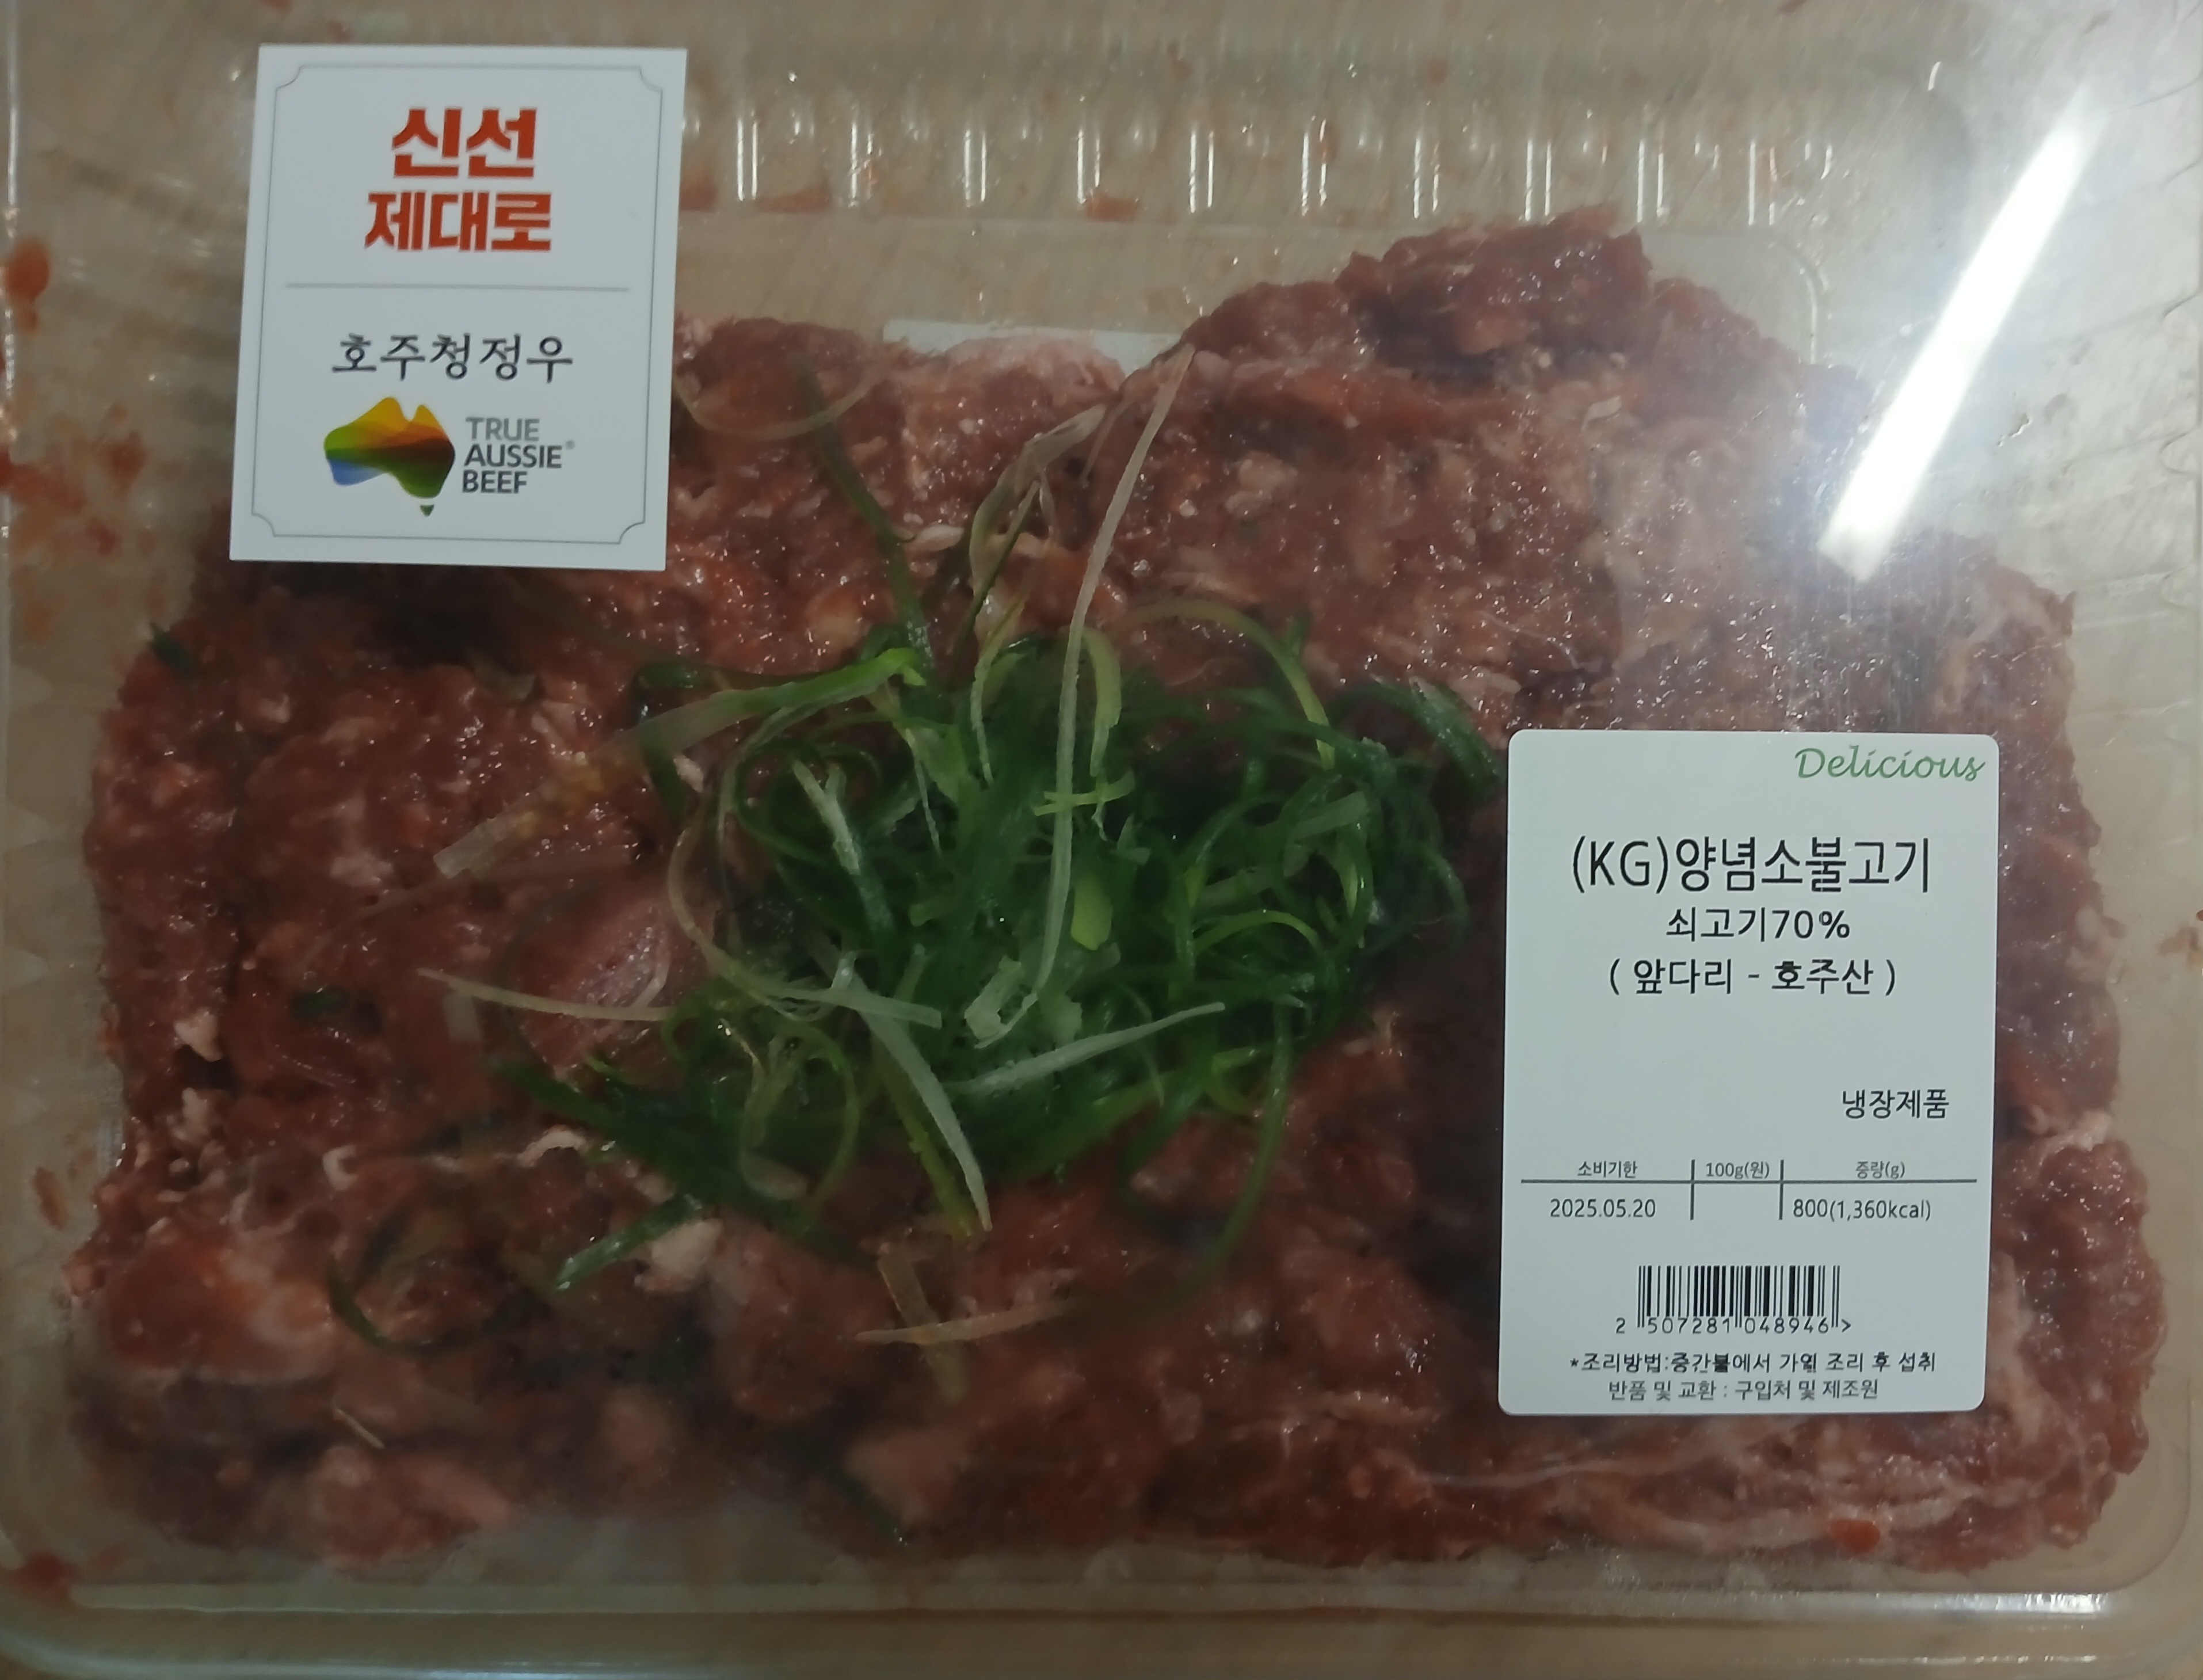 신선
제대로
호주청정우
TRUE
AUSSIE®
BEEF
Delicious
(KG)양념소불고기
쇠고기70%
( 앞다리 - 호주산 )
냉장제품
소비기한 100g(원) 중량(g)
2025.05.20 800(1,360kcal)
2 507281 048946 >
*조리방법:중간불에서 가열 조리 후 섭취
반품 및 교환 : 구입처 및 제조원